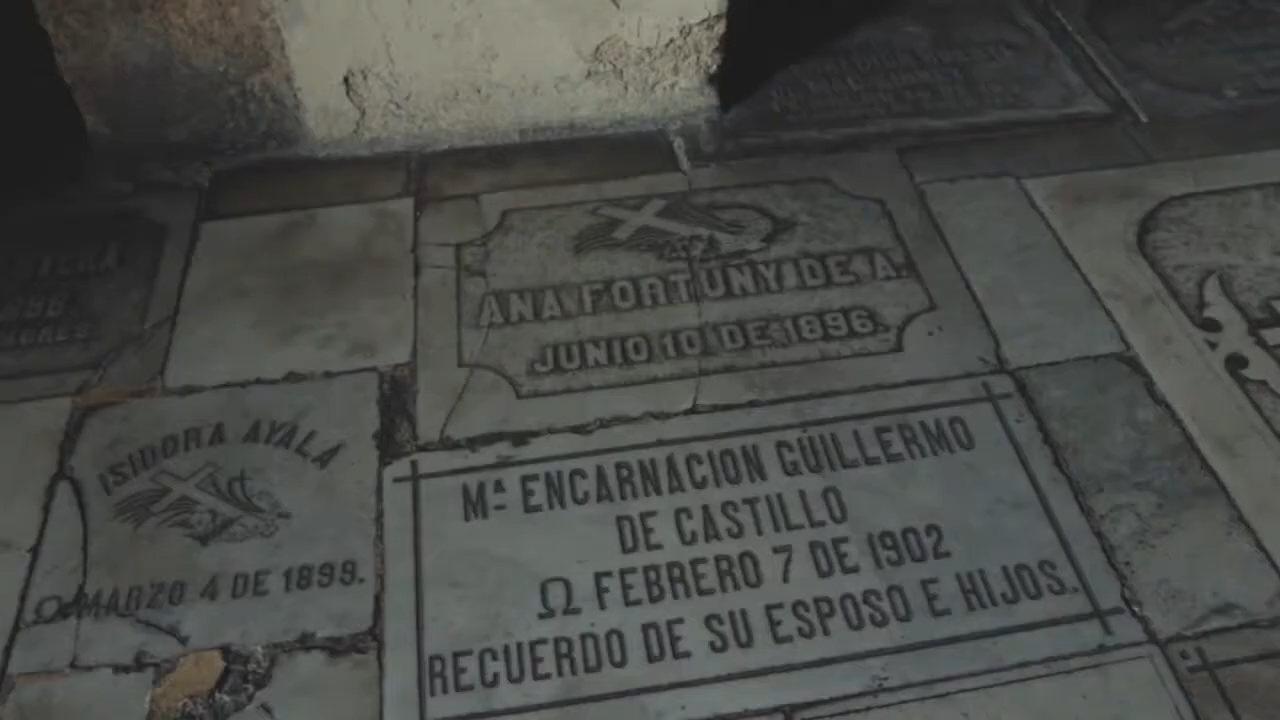 ANA FORTUNY DE A.
JUNIO 10 DE 1896.
ISIDORA AYALA
Ω MARZO 4 DE 1899.
Mª ENCARNACION GÜILLERMO
DE CASTILLO
Ω FEBRERO 7 DE 1902
RECUERDO DE SU ESPOSO E HIJOS.